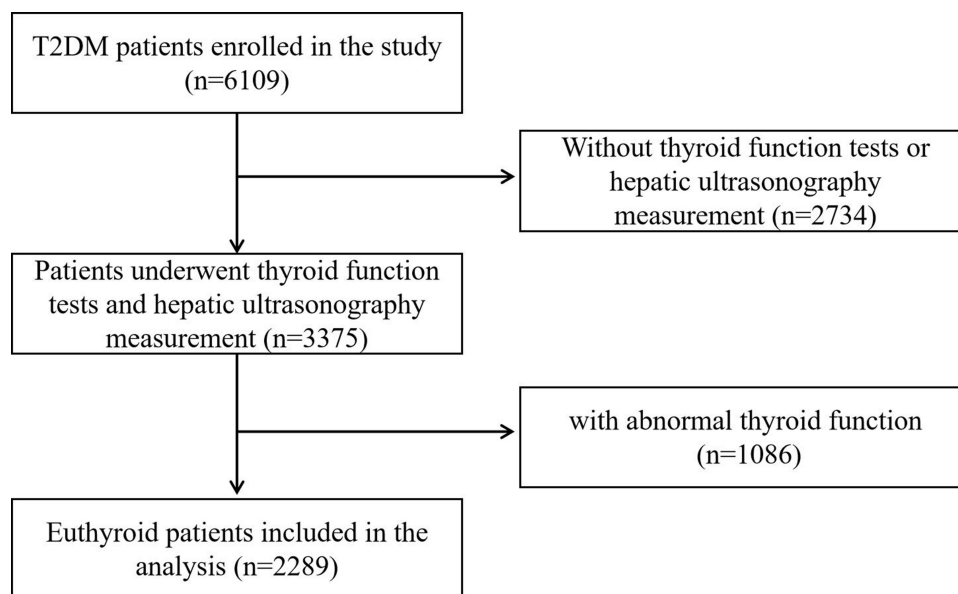 T2DM patients enrolled in the study
(n=6109)
Without thyroid function tests or
hepatic ultrasonography
measurement (n=2734)
Patients underwent thyroid function
tests and hepatic ultrasonography
measurement (n=3375)
with abnormal thyroid function
(n=1086)
Euthyroid patients included in the
analysis (n=2289)